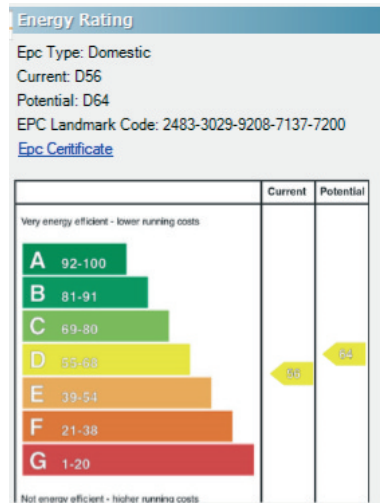 Energy Rating
Epc Type: Domestic
Current: D56
Potential: D64
EPC Landmark Code: 2483-3029-9208-7137-7200
Epc Ceritificate
Current Potential
Very energy efficient - lower running costs
A 92-100
B 81-91
C 69-80
D 55-68
64
56
E 39-54
F 21-38
G 1-20
Not energy efficient - higher running costs